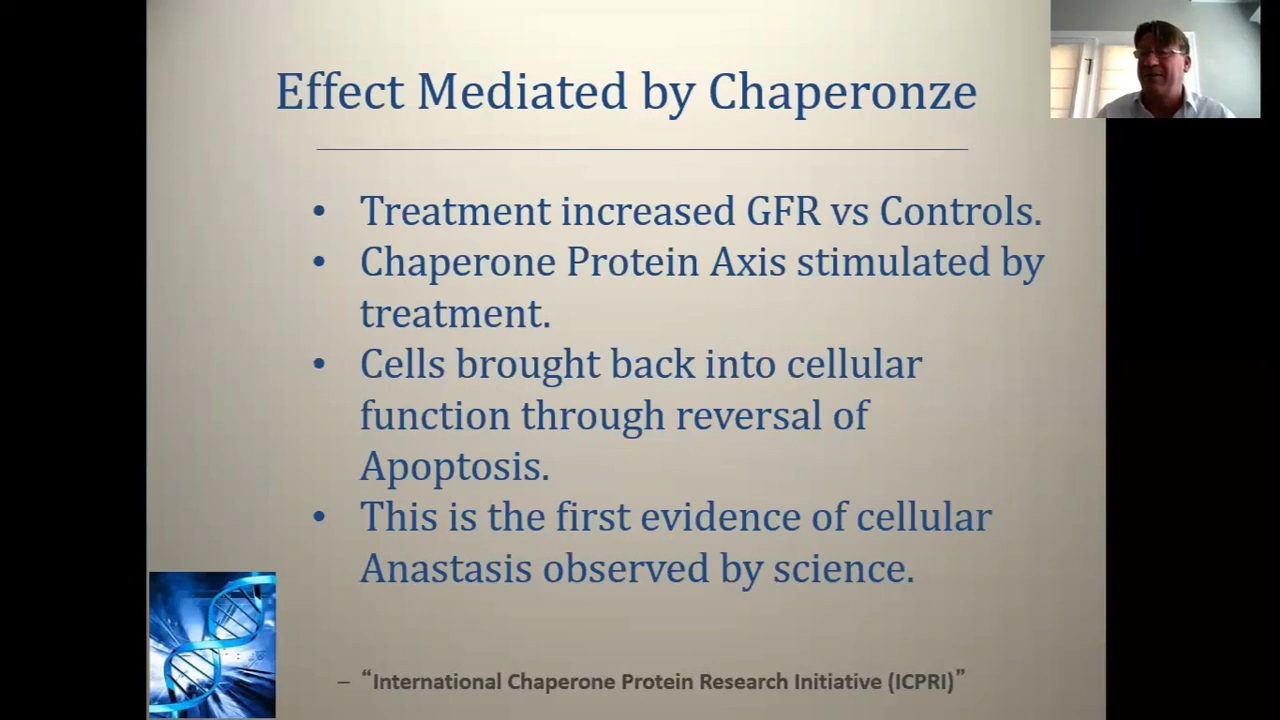 Effect Mediated by Chaperonze
• Treatment increased GFR vs Controls.
• Chaperone Protein Axis stimulated by
treatment.
• Cells brought back into cellular
function through reversal of
Apoptosis.
• This is the first evidence of cellular
Anastasis observed by science.
– “International Chaperone Protein Research Initiative (ICPRI)”